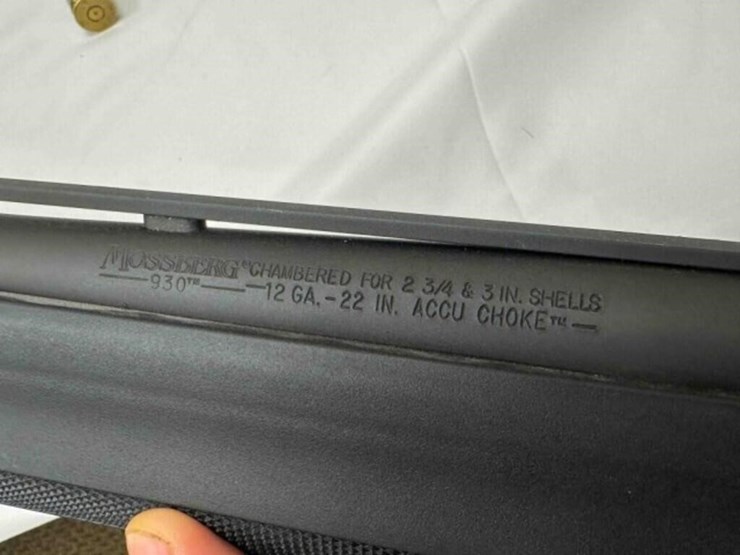 MOSSBERG® CHAMBERED FOR 2 3/4 & 3 IN. SHELLS
930™ 12 GA. - 22 IN. ACCU CHOKE™